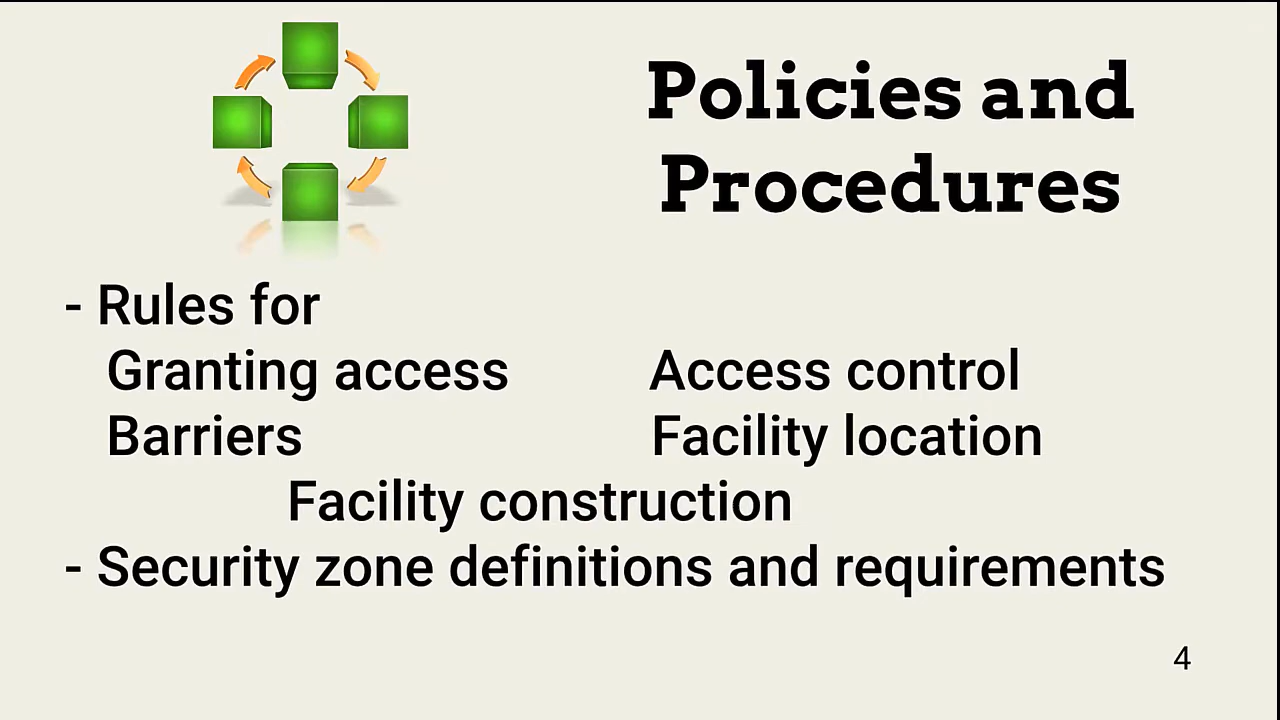 Policies and
Procedures
- Rules for
Granting access Access control
Barriers Facility location
Facility construction
- Security zone definitions and requirements
4